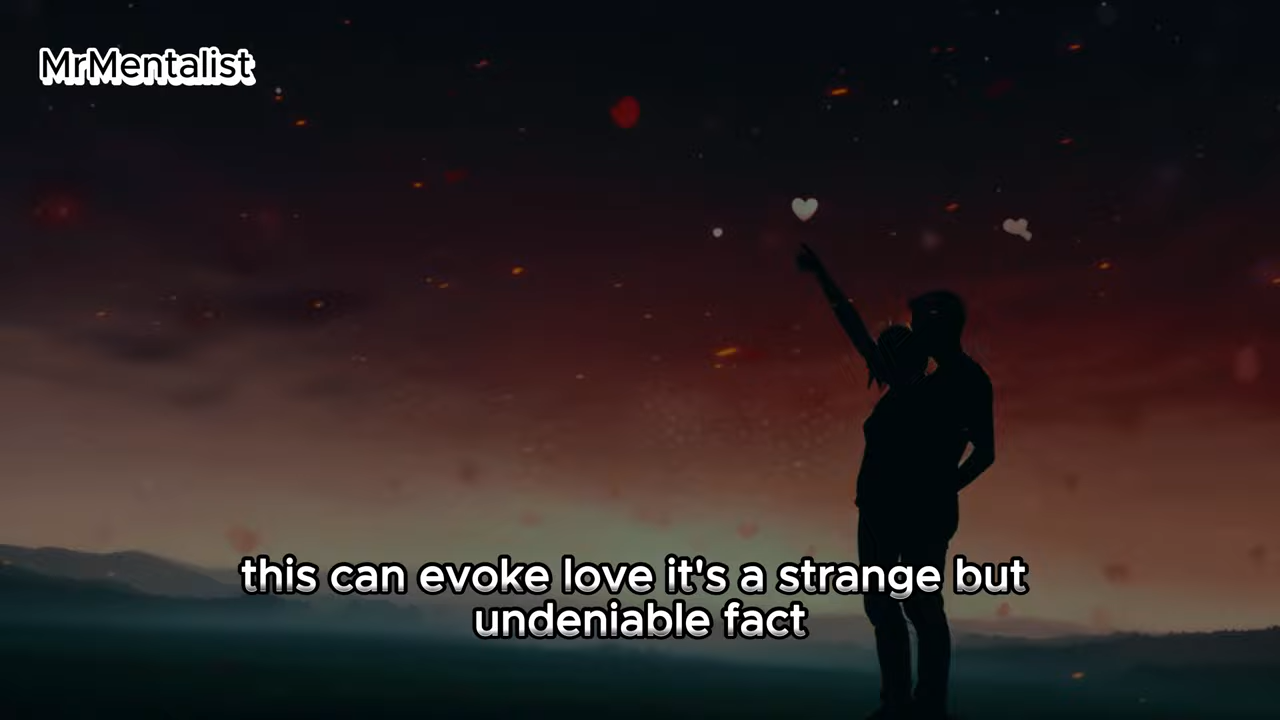 MrMentalist
this can evoke love it's a strange but
undeniable fact